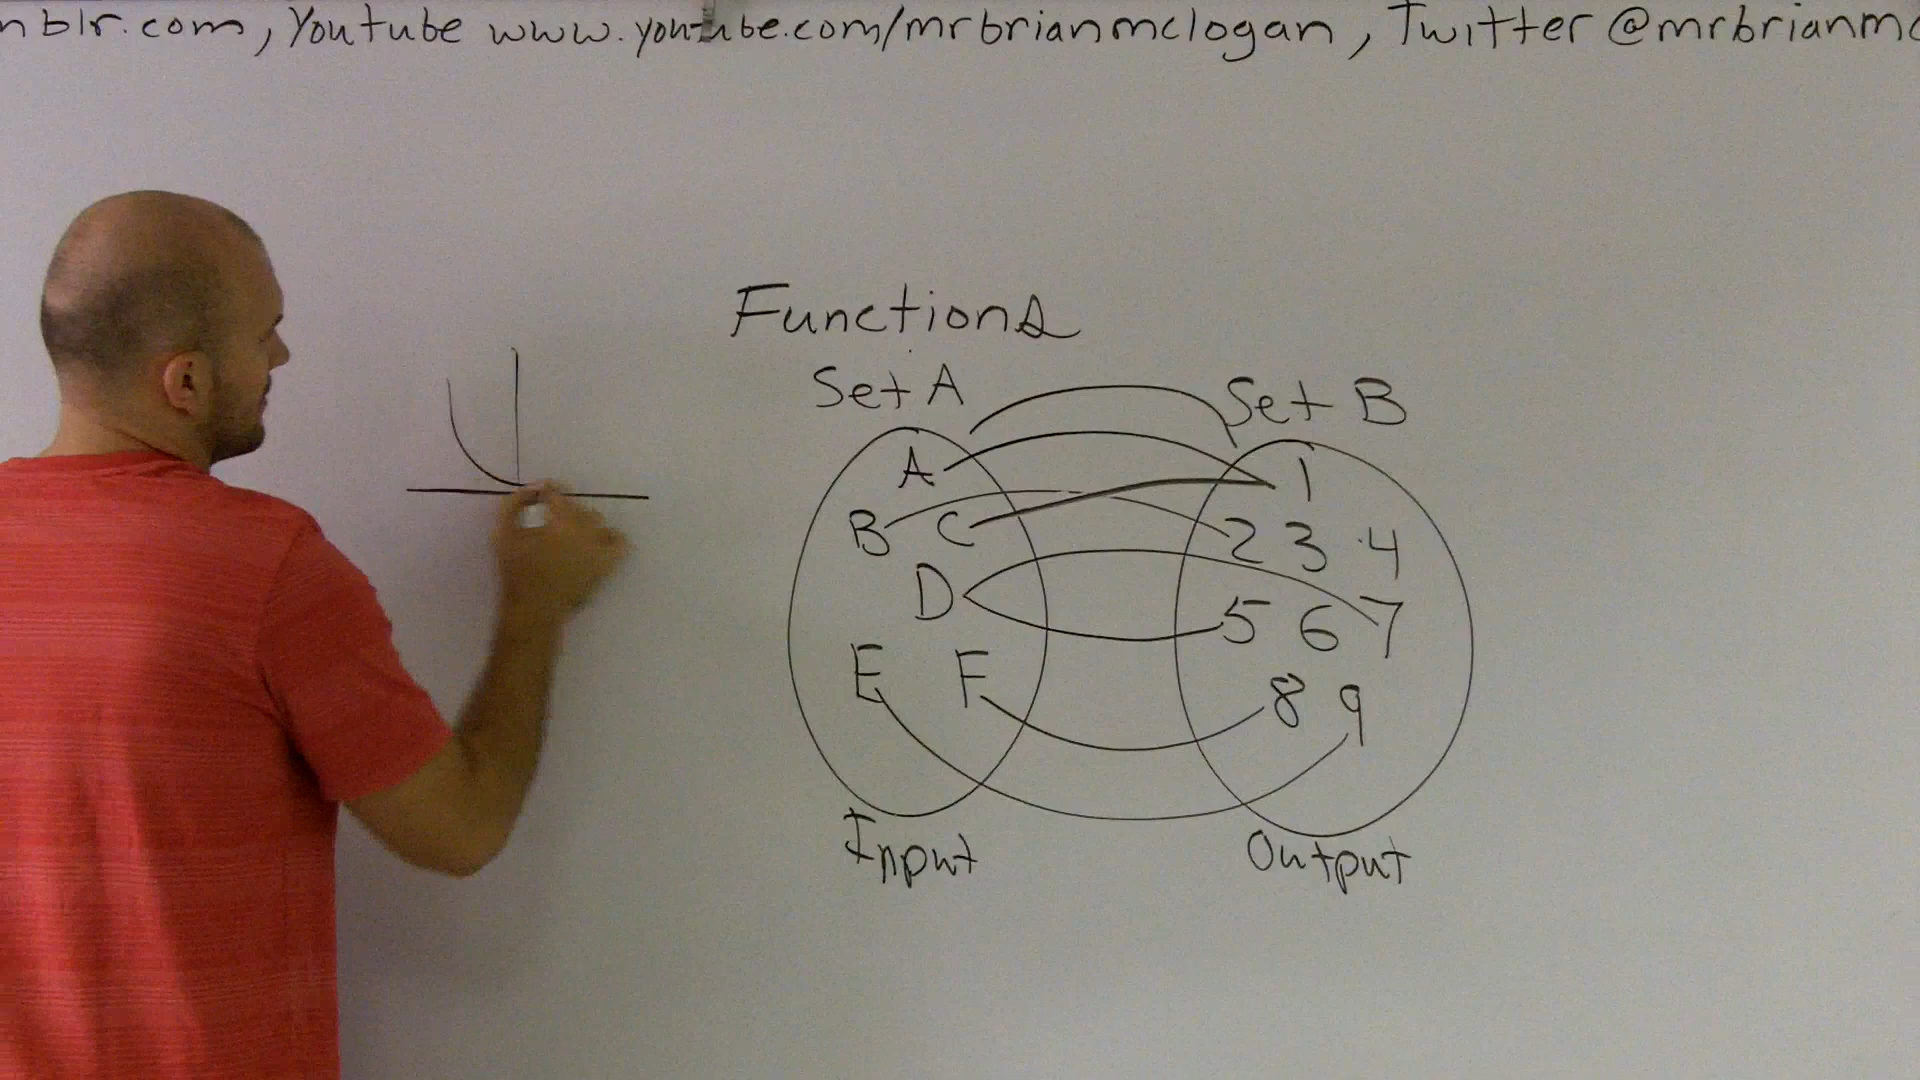 nblr.com, Youtube www.youtube.com/mrbrianmclogan, Twitter @mrbrianmc
Functions
Set A Set B
A 1
B C 2 3 4
D 5 6 7
E F 8 9
Input Output